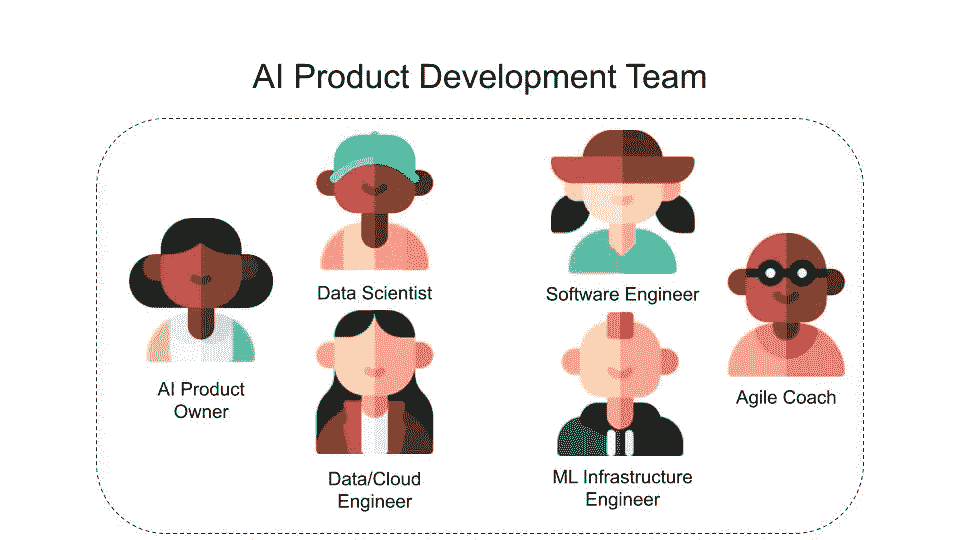 AI Product Development Team
Data Scientist
Software Engineer
AI Product
Owner
Agile Coach
Data/Cloud
Engineer
ML Infrastructure
Engineer